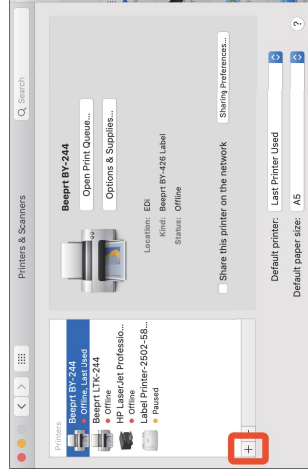 Printers & Scanners
Search
Printers
Beeprt BY-244
Offline, Last Used
Beeprt LTK-244
Offline
HP LaserJet Professio...
Offline
Label Printer-2502-58...
Paused
+
-
Beeprt BY-244
Open Print Queue...
Options & Supplies...
Location: EDi
Kind: Beeprt BY-426 Label
Status: Offline
Share this printer on the network
Sharing Preferences...
Default printer: Last Printer Used
Default paper size: A5
?